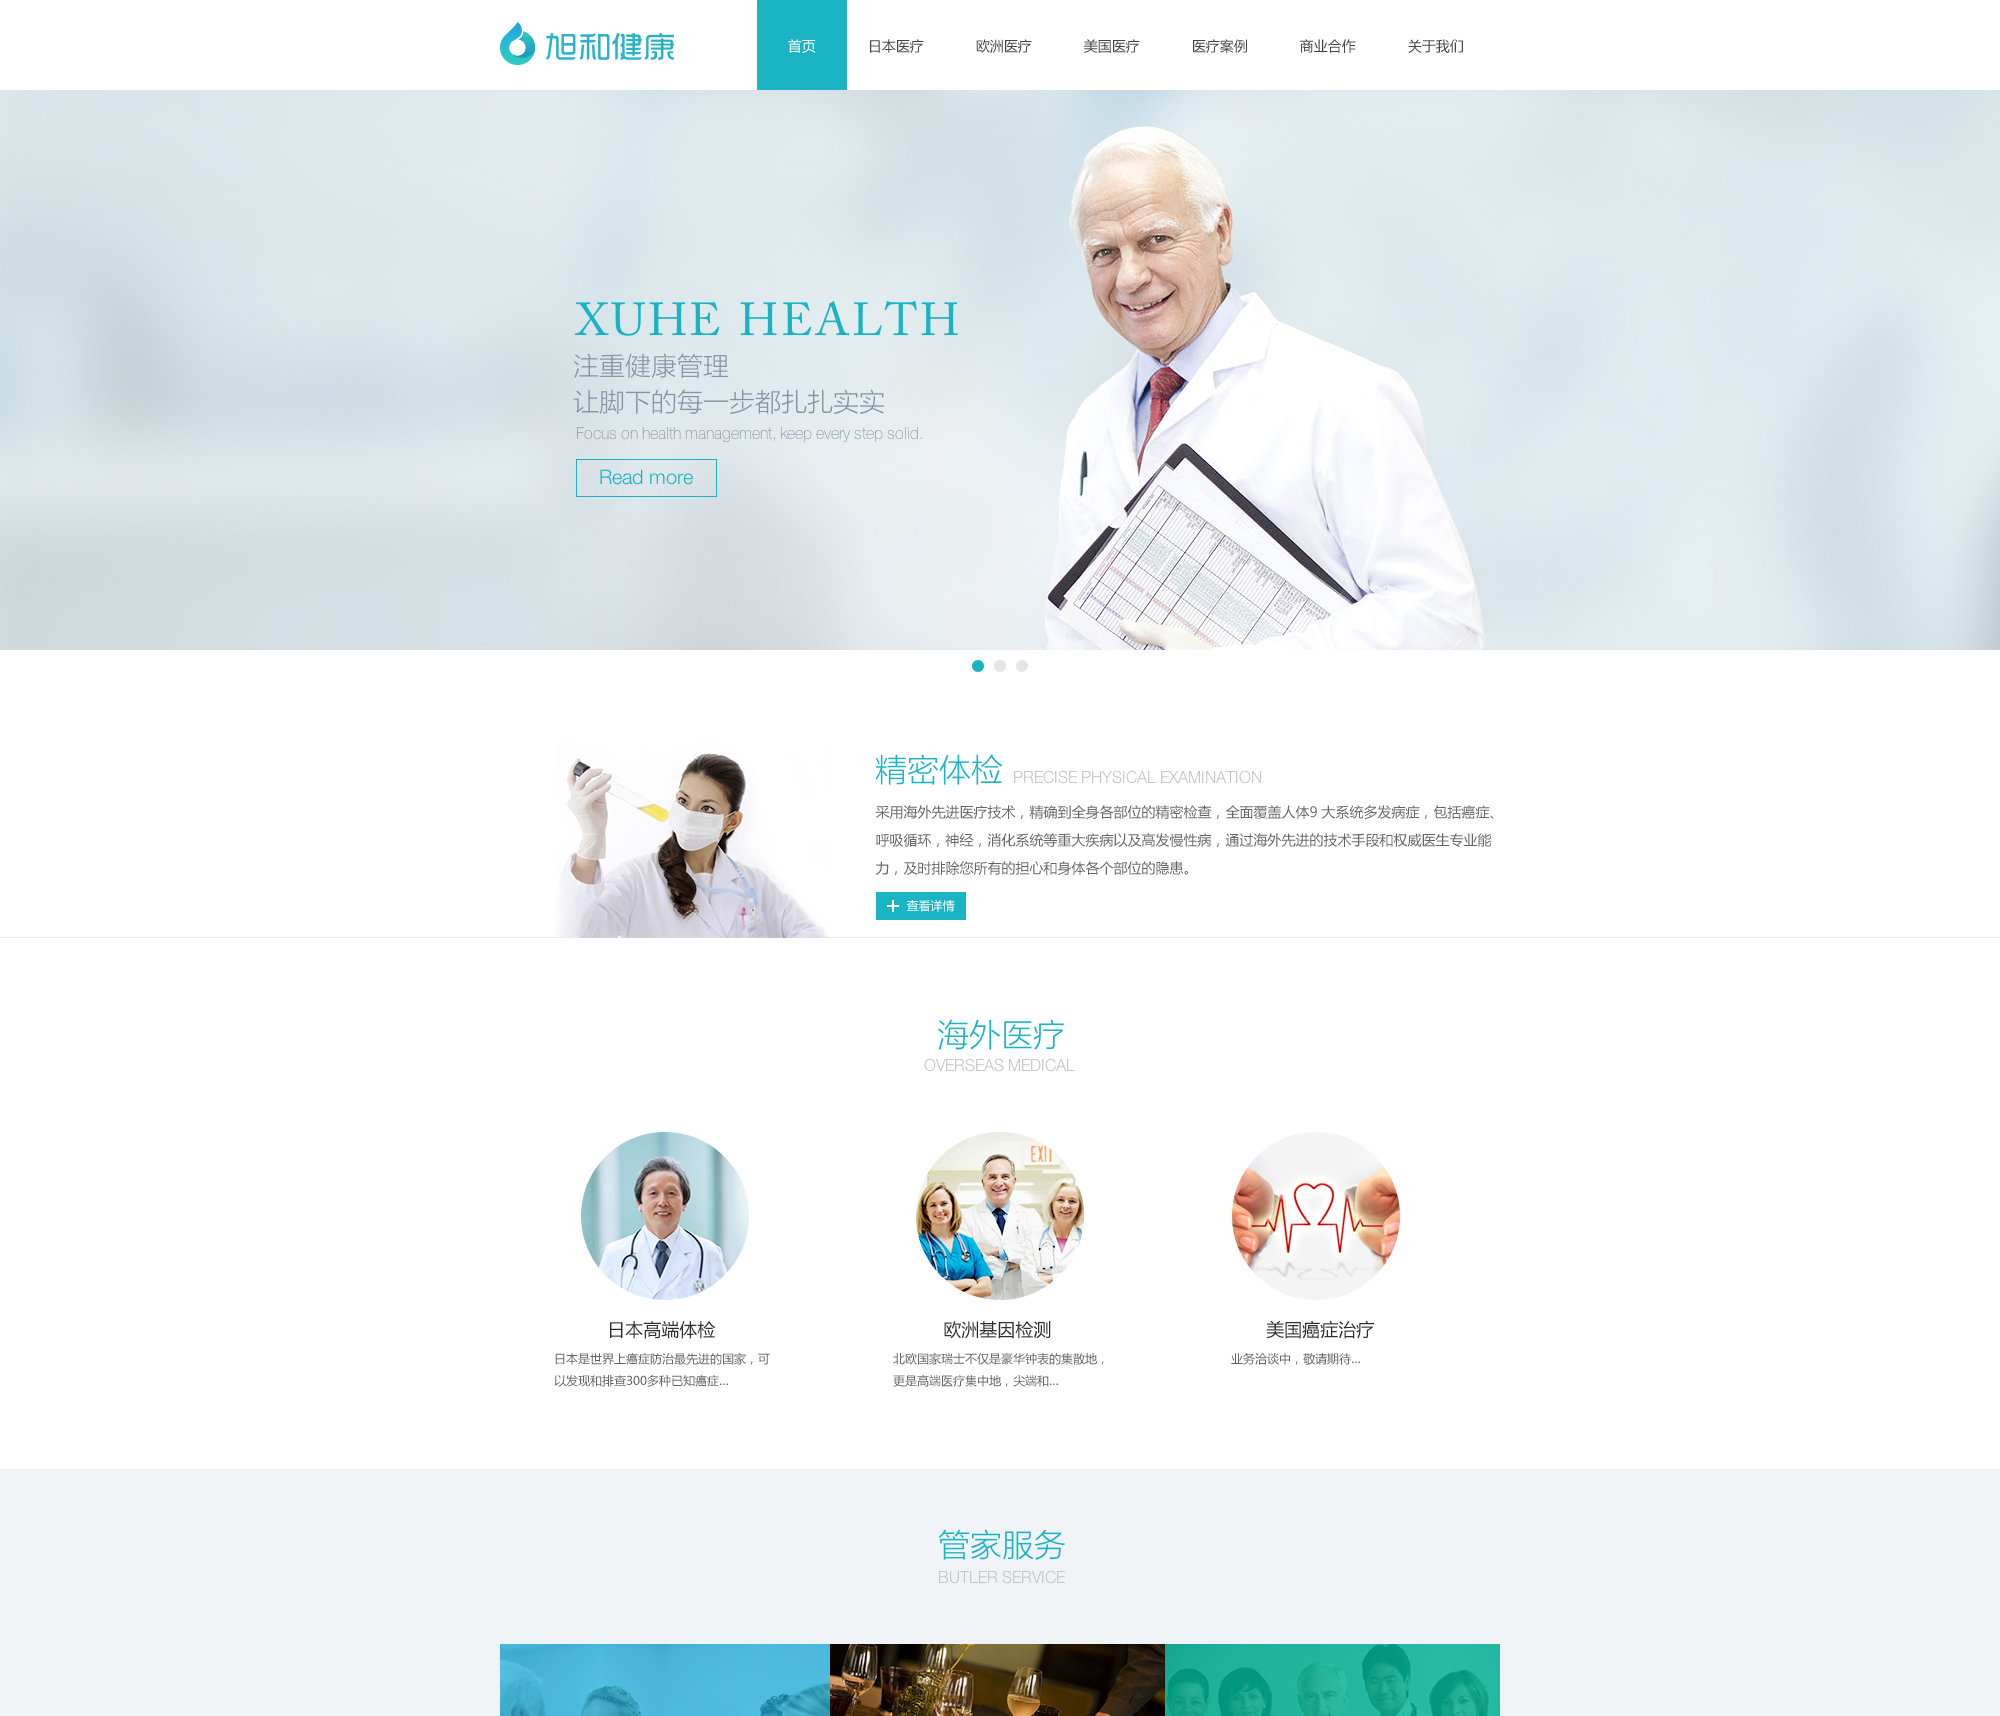 旭和健康
首页 日本医疗 欧洲医疗 美国医疗 医疗案例 商业合作 关于我们
XUHE HEALTH
注重健康管理
让脚下的每一步都扎扎实实
Focus on health management, keep every step solid.
Read more
精密体检 PRECISE PHYSICAL EXAMINATION
采用海外先进医疗技术，精确到全身各部位的精密检查，全面覆盖人体9 大系统多发病症，包括癌症、
呼吸循环，神经，消化系统等重大疾病以及高发慢性病，通过海外先进的技术手段和权威医生专业能
力，及时排除您所有的担心和身体各个部位的隐患。
查看详情
海外医疗
OVERSEAS MEDICAL
EXIT
日本高端体检
日本是世界上癌症防治最先进的国家，可
以发现和排查300多种已知癌症...
欧洲基因检测
北欧国家瑞士不仅是豪华钟表的集散地，
更是高端医疗集中地，尖端和...
美国癌症治疗
业务洽谈中，敬请期待...
管家服务
BUTLER SERVICE